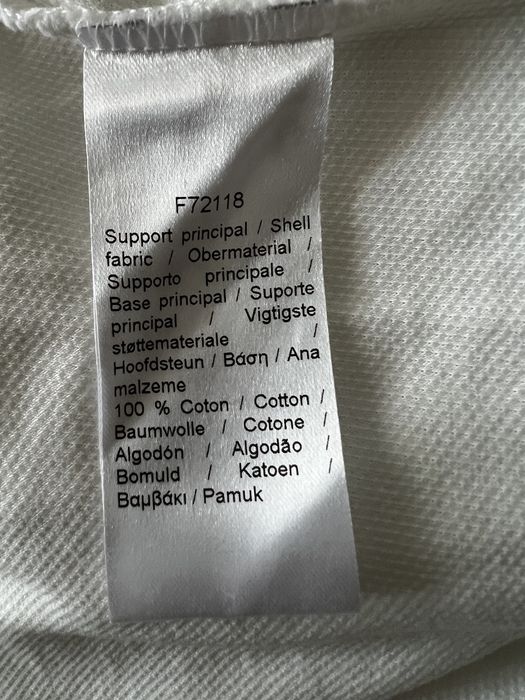 F72118
Support principal / Shell
fabric / Obermaterial /
Supporto principale /
Base principal / Suporte
principal / Vigtigste
støttemateriale /
Hoofdsteun / Βάση / Ana
malzeme
100 % Coton / Cotton /
Baumwolle / Cotone /
Algodón / Algodão /
Bomuld / Katoen /
Βαμβάκι / Pamuk